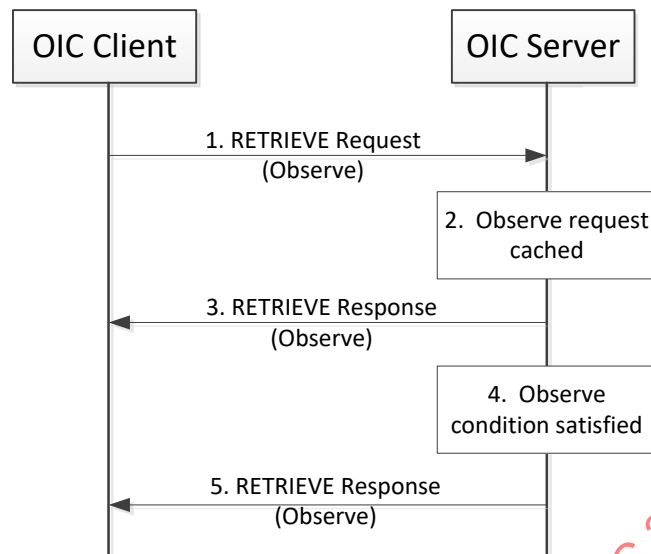 OIC Client
OIC Server
1. RETRIEVE Request
(Observe)
2. Observe request
cached
3. RETRIEVE Response
(Observe)
4. Observe
condition satisfied
5. RETRIEVE Response
(Observe)